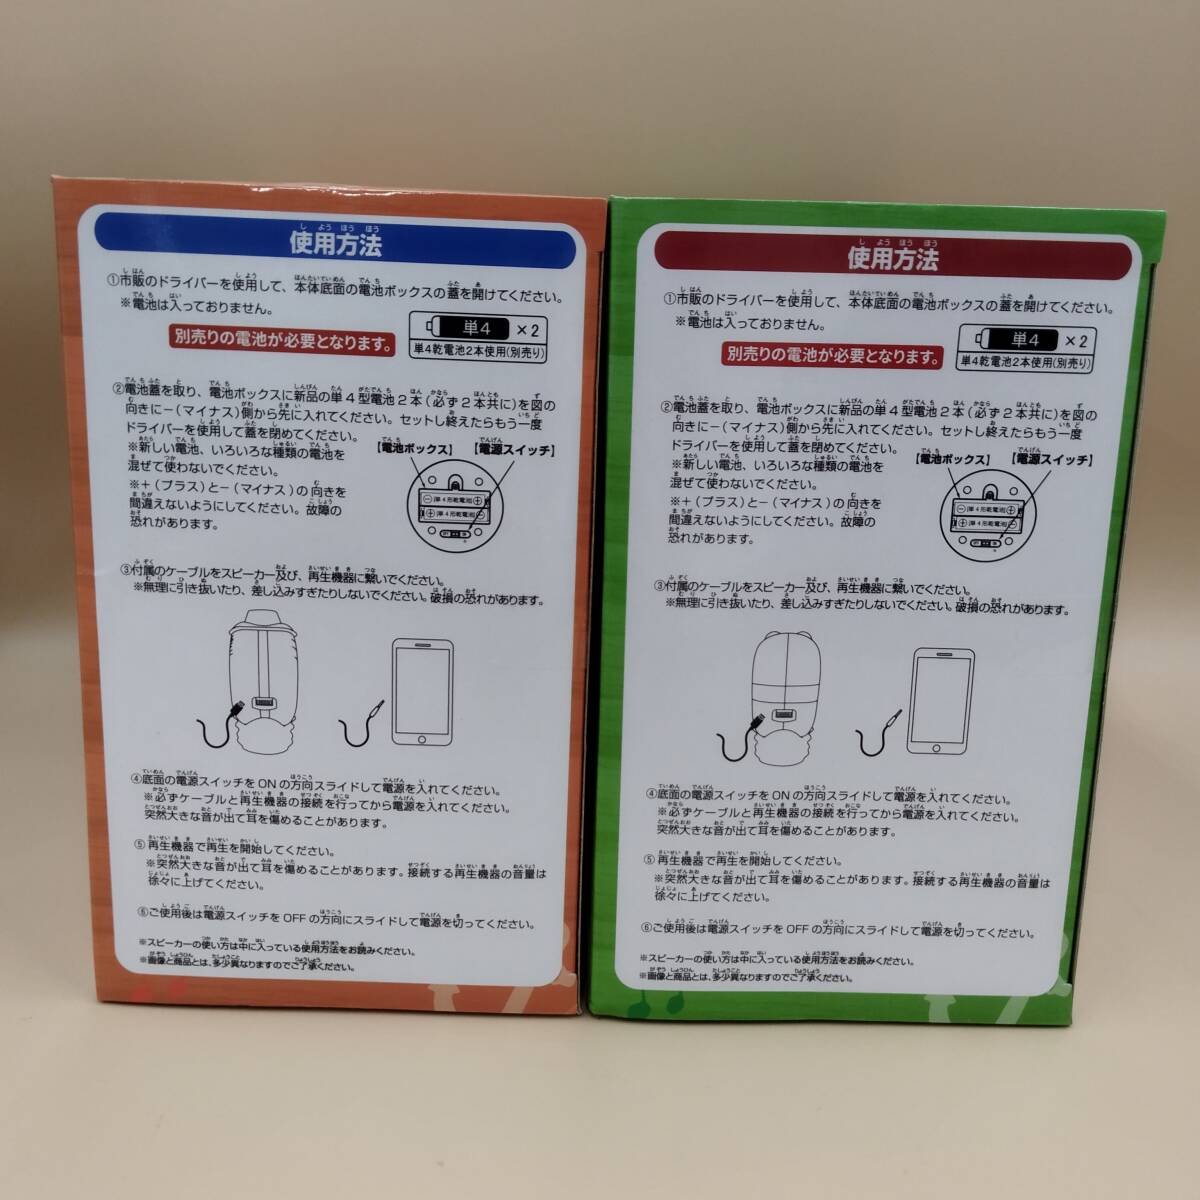 使用方法
①市販のドライバーを使用して、本体底面の電池ボックスの蓋を開けてください。
※電池は入っておりません。
別売りの電池が必要となります。
単4 ×2
単4乾電池2本使用(別売り)
②電池蓋を取り、電池ボックスに新品の単4型電池2本(必ず2本共に)を図の
向きに－(マイナス)側から先に入れてください。セットし終えたらもう一度
ドライバーを使用して蓋を閉めてください。
※新しい電池、いろいろな種類の電池を
混ぜて使わないでください。
※＋(プラス)と－(マイナス)の向きを
間違えないようにしてください。故障の
恐れがあります。
【電池ボックス】 【電源スイッチ】
単4形乾電池
単4形乾電池
③付属のケーブルをスピーカー及び、再生機器に繋いでください。
※無理に引き抜いたり、差し込みすぎたりしないでください。破損の恐れがあります。
④底面の電源スイッチをONの方向スライドして電源を入れてください。
※必ずケーブルと再生機器の接続を行ってから電源を入れてください。
突然大きな音が出て耳を傷めることがあります。
⑤再生機器で再生を開始してください。
※突然大きな音が出て耳を傷めることがあります。接続する再生機器の音量は
徐々に上げてください。
⑥ご使用後は電源スイッチをOFFの方向にスライドして電源を切ってください。
※スピーカーの使い方は中に入っている使用方法をお読みください。
※画像と商品とは、多少異なりますのでご了承ください。
使用方法
①市販のドライバーを使用して、本体底面の電池ボックスの蓋を開けてください。
※電池は入っておりません。
別売りの電池が必要となります。
単4 ×2
単4乾電池2本使用(別売り)
②電池蓋を取り、電池ボックスに新品の単4型電池2本(必ず2本共に)を図の
向きに－(マイナス)側から先に入れてください。セットし終えたらもう一度
ドライバーを使用して蓋を閉めてください。
※新しい電池、いろいろな種類の電池を
混ぜて使わないでください。
※＋(プラス)と－(マイナス)の向きを
間違えないようにしてください。故障の
恐れがあります。
【電池ボックス】 【電源スイッチ】
単4形乾電池
単4形乾電池
③付属のケーブルをスピーカー及び、再生機器に繋いでください。
※無理に引き抜いたり、差し込みすぎたりしないでください。破損の恐れがあります。
④底面の電源スイッチをONの方向スライドして電源を入れてください。
※必ずケーブルと再生機器の接続を行ってから電源を入れてください。
突然大きな音が出て耳を傷めることがあります。
⑤再生機器で再生を開始してください。
※突然大きな音が出て耳を傷めることがあります。接続する再生機器の音量は
徐々に上げてください。
⑥ご使用後は電源スイッチをOFFの方向にスライドして電源を切ってください。
※スピーカーの使い方は中に入っている使用方法をお読みください。
※画像と商品とは、多少異なりますのでご了承ください。